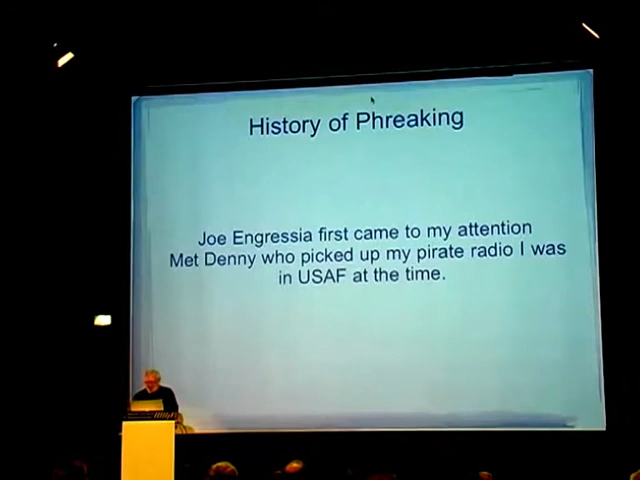 History of Phreaking
Joe Engressia first came to my attention
Met Denny who picked up my pirate radio I was
in USAF at the time.